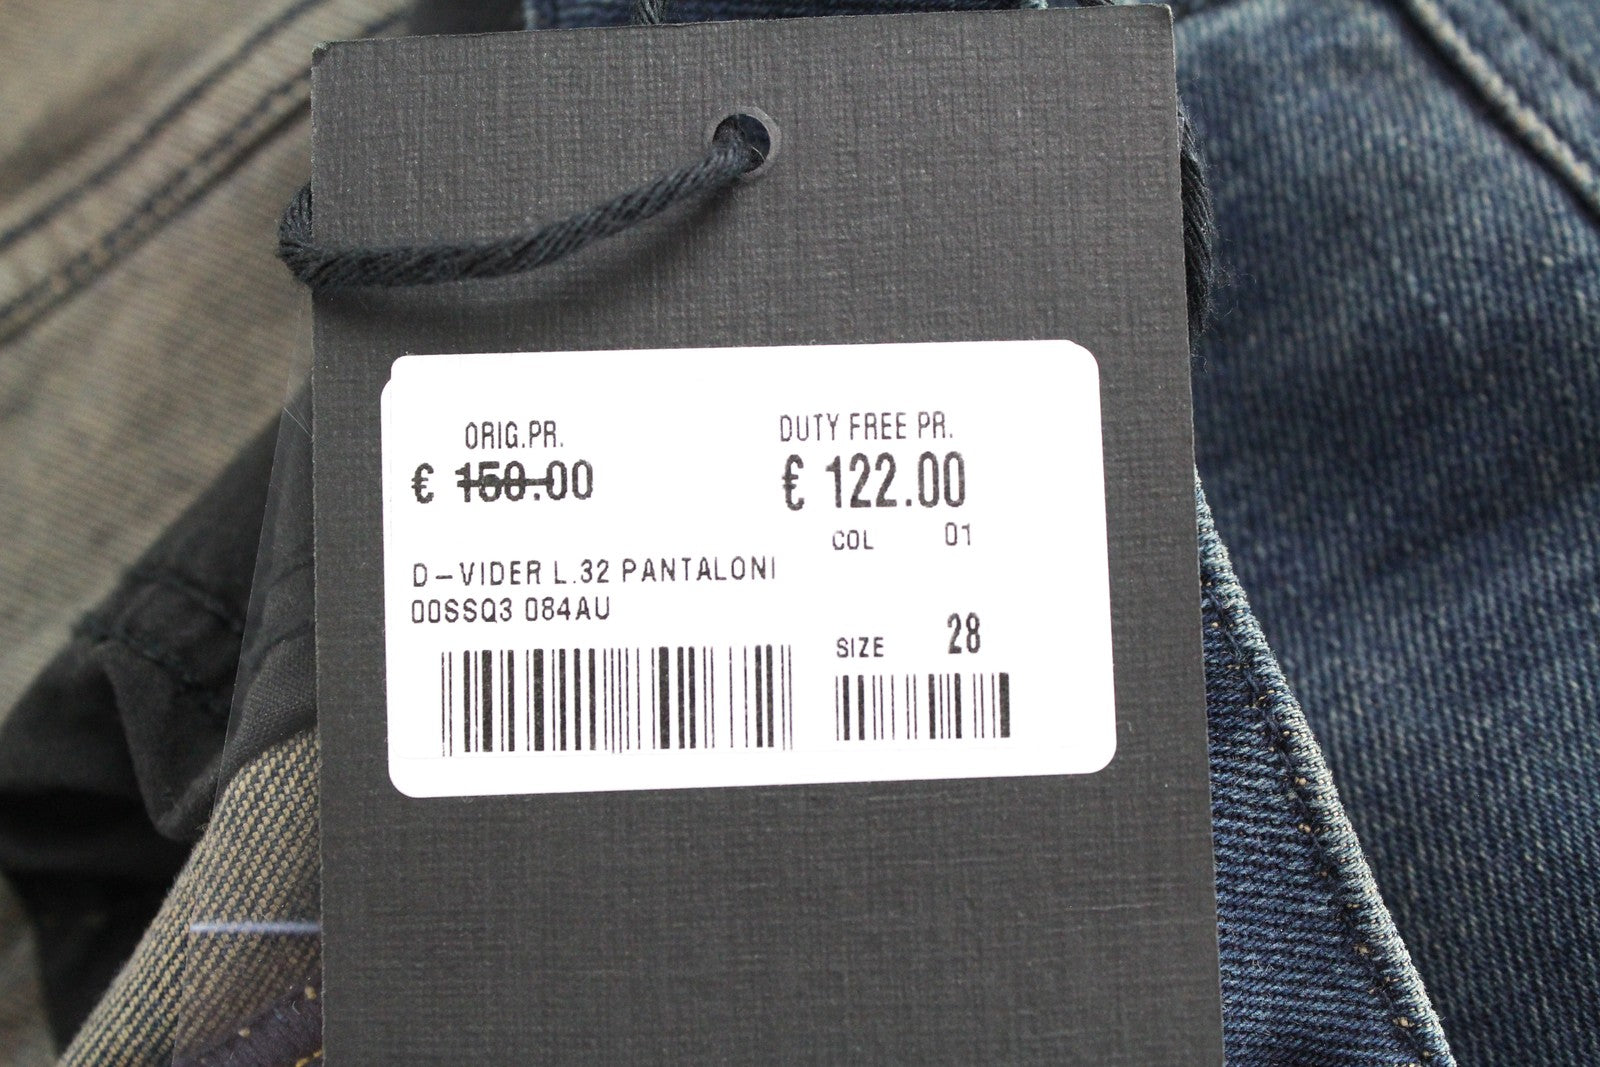 ORIG.PR. DUTY FREE PR.
€ 150.00 € 122.00
COL 01
D-VIDER L.32 PANTALONI
00SSQ3 084AU
SIZE 28